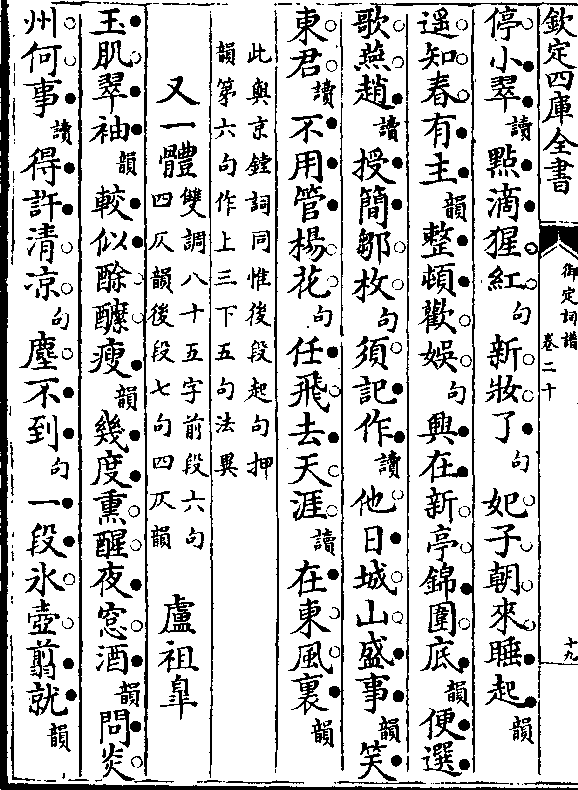 欽定四庫全書
御定詞譜
卷二十
十九
停小翠讀點滴猩紅句新妝了句妃子朝來睡起韻
遥知春有主韻整頓歡娛句興在新亭錦圍底韻便選
歌燕趙讀授簡鄒枚句須記作讀他日城山盛事韻笑
東君讀不用管楊花句任飛去天涯讀在東風裏韻
此與京鏜詞同惟後段起句押
韻第六句作上三下五句法異
又一體
雙調八十五字前段六句
四仄韻後段七句四仄韻
盧祖臯
玉肌翠袖韻較似酴醾瘦韻幾度熏醒夜窓酒韻問炎
州何事讀得許清凉句塵不到句一段氷壺翦就韻